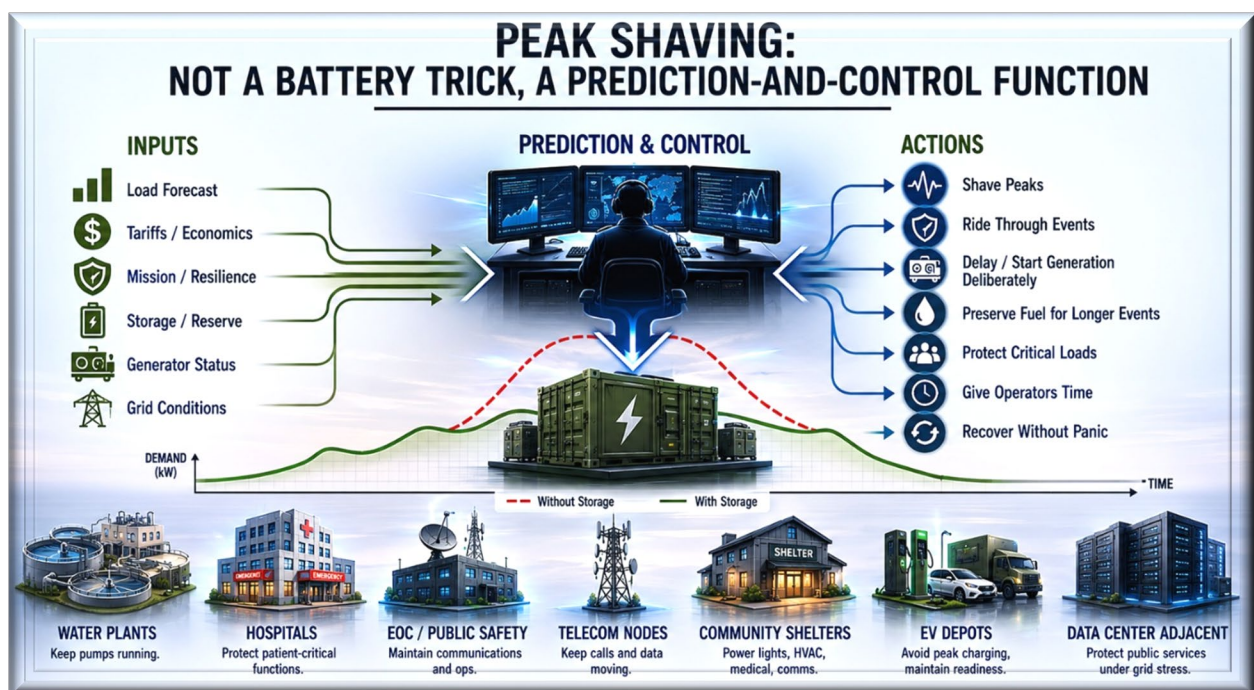 PEAK SHAVING:
NOT A BATTERY TRICK, A PREDICTION-AND-CONTROL FUNCTION
INPUTS
Load Forecast
Tariffs / Economics
Mission / Resilience
Storage / Reserve
Generator Status
Grid Conditions
PREDICTION & CONTROL
ACTIONS
Shave Peaks
Ride Through Events
Delay / Start Generation
Deliberately
Preserve Fuel for Longer Events
Protect Critical Loads
Give Operators Time
Recover Without Panic
DEMAND
(kW)
TIME
Without Storage
With Storage
EMERGENCY
EMERGENCY
SHELTER
WATER PLANTS
Keep pumps running.
HOSPITALS
Protect patient-critical
functions.
EOC / PUBLIC SAFETY
Maintain communications
and ops.
TELECOM NODES
Keep calls and data
moving.
COMMUNITY SHELTERS
Power lights, HVAC,
medical, comms.
EV DEPOTS
Avoid peak charging,
maintain readiness.
DATA CENTER ADJACENT
Protect public services
under grid stress.